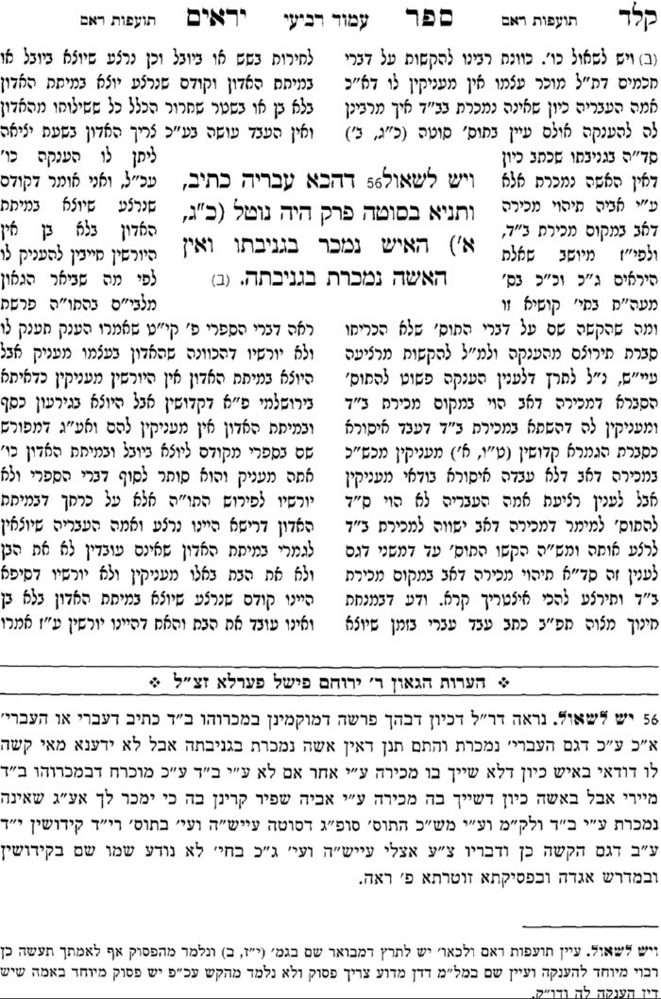 קלד תועפות ראם ספר עמוד רביעי יראים תועפות ראם
(ב) ויש לשאול כו׳. כוונת רבינו להקשות על דברי
חכמים דת״ל מוכר עצמו אין מעניקין לו דא״כ
אמה העבריה כיון שאינה נמכרת בב״ד איך מרבינן
לה להענקה אולם עיין בתוס׳ סוטה (כ״ג, ב׳)
סד״ה בגניבתו שכתב כיון
דאין האשה נמכרת אלא
ע״י אביה תיהוי מכירה
דאב במקום מכירת ב״ד,
ולפי״ז מיושב שאלת
היראים ג״כ וכ״כ בס׳
מעה״ח בחי׳ קושיא זו
ומה שהקשה שם על דברי התוס׳ שלא הכריחו
סברת תירוצם מהענקה ולמ״ל להקשות מרציעה
עיי״ש, נ״ל לתרץ דלענין הענקה פשוט להתוס׳
הסברא דמכירה דאב הוי במקום מכירת ב״ד
ומעניקין לה דהשתא במכירת ב״ד דעבד איסורא
כסברת הגמרא קדושין (ט״ו, א׳) מעניקין מכש״כ
במכירה דאב דלא עבדה איסורא בודאי מעניקין
אבל לענין רציעת אמה העבריה לא הוי ס״ד
להתוס׳ למימר דמכירה דאב ישווה למכירת ב״ד
לרצע אותה ומש״ה הקשו התוס׳ עד דמשני דגם
לענין זה סד״א תיהוי מכירה דאב במקום מכירת
ב״ד ותירצע להכי איצטריך קרא. ודע דבמנחת
חינוך מצוה תפ״ב כתב עבד עברי בזמן שיוצא
לחירות בשש או ביובל וכן נרצע שיוצא ביובל או
במיתת האדון וקודם שנרצע יוצא במיתת האדון
בלא בן או בשטר שחרור הכלל כל ששילוחו מהאדון
ואין העבד עושה בע״כ צריך האדון בשעת יציאה
ליתן לו הענקה כו׳
עכ״ל, ואני אומר דקודם
שנרצע שיוצא במיתת
האדון בלא בן אין
היורשין חייבין להעניק לו
לפי מה שביאר הגאון
מלבי״ם בהתו״ה פרשת
ראה דברי הספרי פ׳ קי״ט שאמרו הענק תעניק לו
ולא יורשיו דהכוונה שהאדון בעצמו מעניק אבל
היוצא במיתת האדון אין היורשין מעניקין כדאיתא
בירושלמי פ״א דקדושין אבל היוצא בגירעון כסף
ובמיתת האדון אין מעניקין להם ואע״ג דמפורש
שם בספרי מקודם ליוצא ביובל ובמיתת האדון כו׳
אתה מעניק והוא סותר לסוף דברי הספרי ולא
יורשיו לפירוש התו״ה אלא על כרחך דבמיתת
האדון דרישא היינו נרצע ואמה העבריה שיוצאין
לגמרי במיתת האדון שאינם עובדין לא את הבן
ולא את הבת באלו מעניקין ולא יורשיו דסיפא
היינו קודם שנרצע שיוצא במיתת האדון בלא בן
ואינו עובד את הבת והאח דהיינו יורשין ע״ז אמרו
ויש לשאול56 דהכא עבריה כתיב,
ותניא בסוטה פרק היה נוטל (כ״ג,
א׳) האיש נמכר בגניבתו ואין
האשה נמכרת בגניבתה. (ב)
הערות הגאון ר׳ ירוחם פישל פערלא זצ״ל
56 יש לשאול. נראה דר״ל דכיון דבהך פרשה דמוקמינן במכרוהו ב״ד כתיב דעברי או העברי׳
א״כ ע״כ דגם העברי׳ נמכרת והתם תנן דאין אשה נמכרת בגניבתה אבל לא ידענא מאי קשה
לו דודאי באיש כיון דלא שייך בו מכירה ע״י אחר אם לא ע״י ב״ד ע״כ מוכרח דבמכרוהו ב״ד
מיירי אבל באשה כיון דשייך בה מכירה ע״י אביה שפיר קרינן בה כי ימכר לך אע״ג שאינה
נמכרת ע״י ב״ד ולק״מ וע״י מש״כ התוס׳ סופ״ג דסוטה עייש״ה ועי׳ בתוס׳ רי״ד קידושין י״ד
ע״ב דגם הקשה כן ודבריו צ״ע אצלי עייש״ה ועי׳ ג״כ בחי׳ לא נודע שמו שם בקידושין
ובמדרש אגדה ובפסיקתא זוטרתא פ׳ ראה.
ויש לשאול. עיין תועפות ראם ולכאו׳ יש לתרץ דמבואר שם בגמ׳ (י״ז, ב) ונלמד מהפסוק אף לאמתך תעשה כן
רבוי מיוחד להענקה ועיין שם במל״מ דדן מדוע צריך פסוק ולא נלמד מהקש עכ״פ יש פסוק מיוחד באמה שיש
דין הענקה לה ודו״ק.